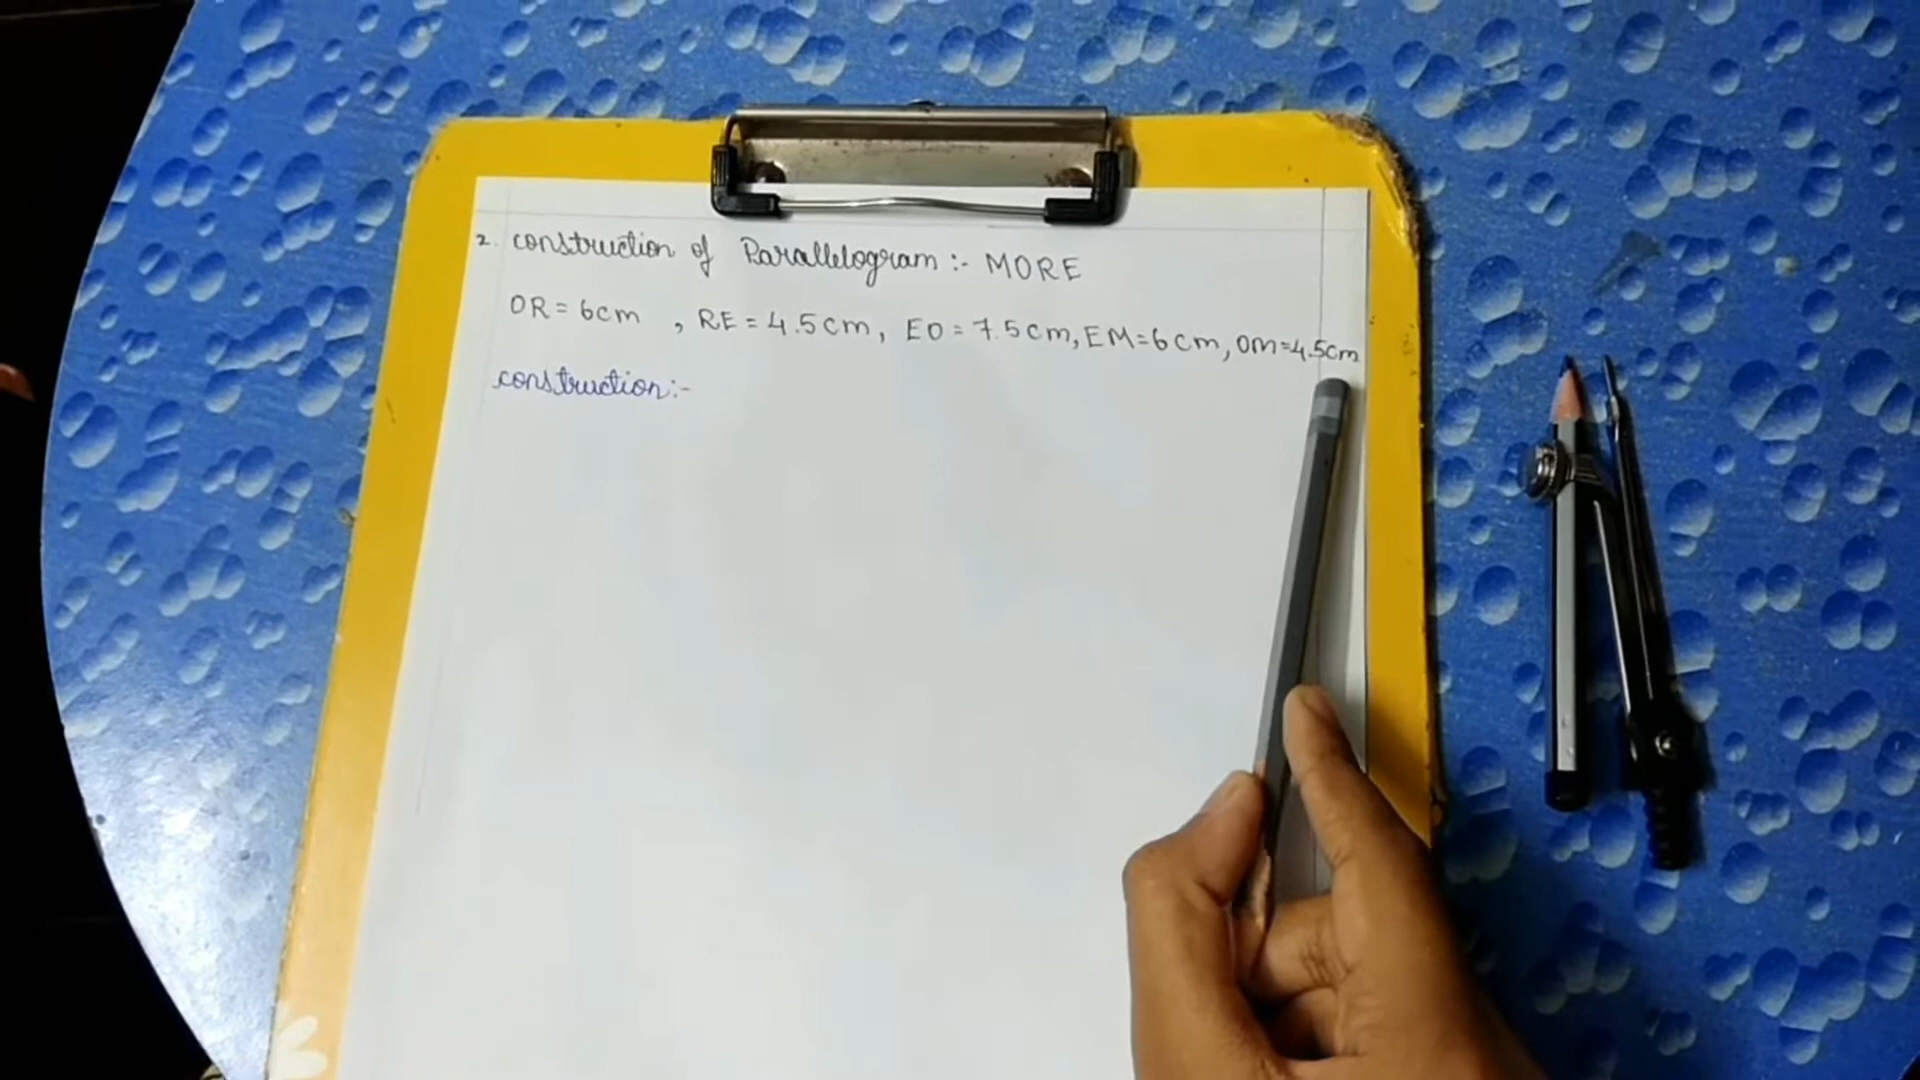 2. construction of Parallelogram :- MORE
OR = 6cm , RE = 4.5cm, EO = 7.5cm, EM=6cm, OM=4.5cm
construction:-